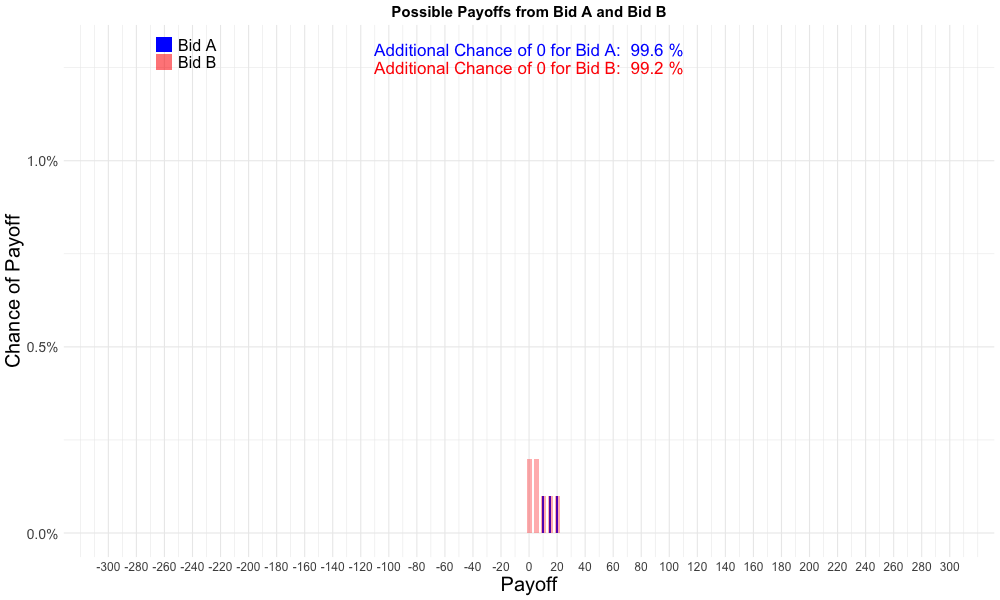 Possible Payoffs from Bid A and Bid B
Bid A
Bid B
Additional Chance of 0 for Bid A:  99.6 %
Additional Chance of 0 for Bid B:  99.2 %
Chance of Payoff
1.0%
0.5%
0.0%
-300 -280 -260 -240 -220 -200 -180 -160 -140 -120 -100 -80 -60 -40 -20 0 20 40 60 80 100 120 140 160 180 200 220 240 260 280 300
Payoff